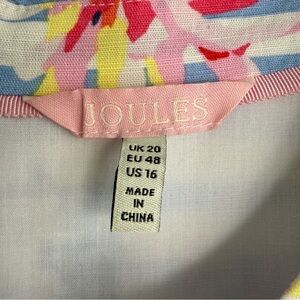 JOULES
UK 20
EU 48
US 16
MADE
IN
CHINA